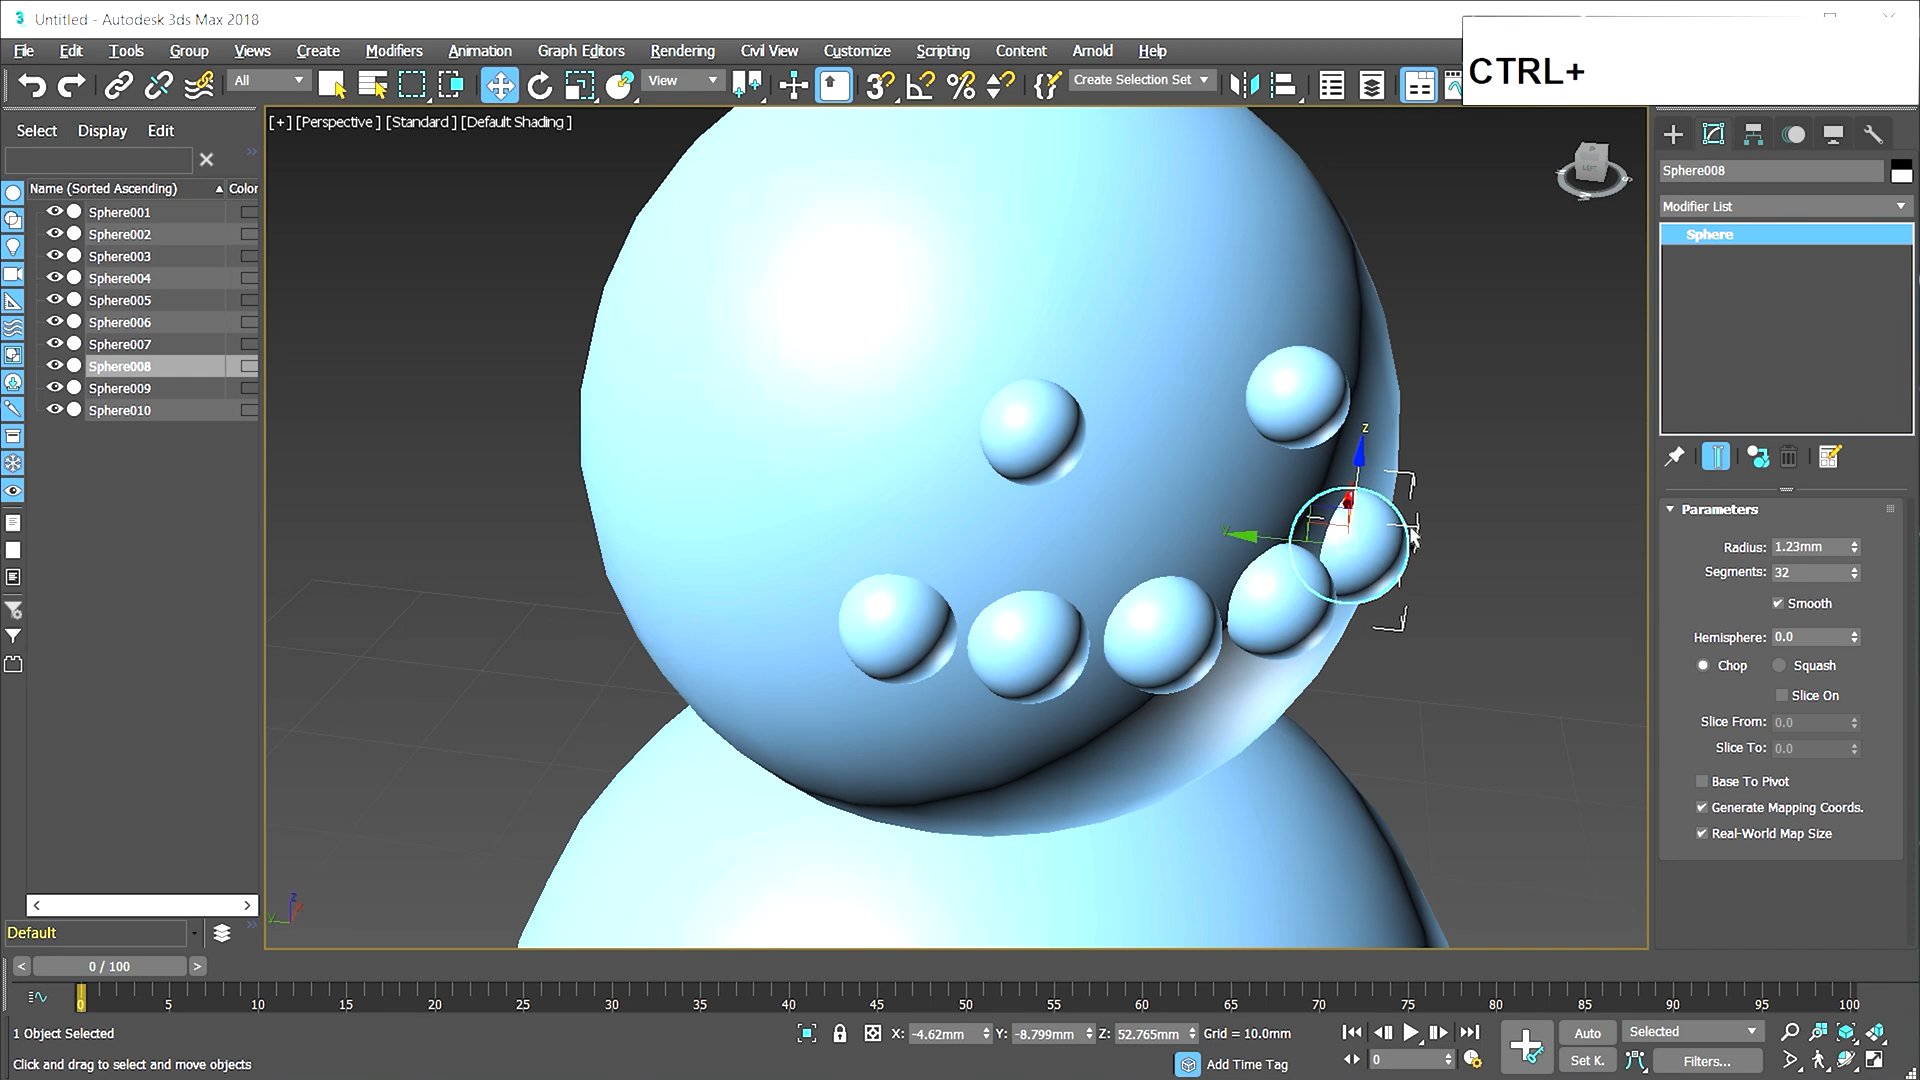 Untitled - Autodesk 3ds Max 2018
File Edit Tools Group Views Create Modifiers Animation Graph Editors Rendering Civil View Customize Scripting Content Arnold Help
CTRL+
All
View
Create Selection Set
[+] [Perspective ] [Standard ] [Default Shading ]
Select Display Edit
Name (Sorted Ascending) Color
Sphere001
Sphere002
Sphere003
Sphere004
Sphere005
Sphere006
Sphere007
Sphere008
Sphere009
Sphere010
Default
Sphere008
Modifier List
Sphere
Parameters
Radius: 1.23mm
Segments: 32
Smooth
Hemisphere: 0.0
Chop Squash
Slice On
Slice From: 0.0
Slice To: 0.0
Base To Pivot
Generate Mapping Coords.
Real-World Map Size
z
z
y
0 / 100
0 5 10 15 20 25 30 35 40 45 50 55 60 65 70 75 80 85 90 95 100
1 Object Selected
X: -4.62mm Y: -8.799mm Z: 52.765mm Grid = 10.0mm
Auto Selected
Click and drag to select and move objects
Add Time Tag
0
Set K. Filters...